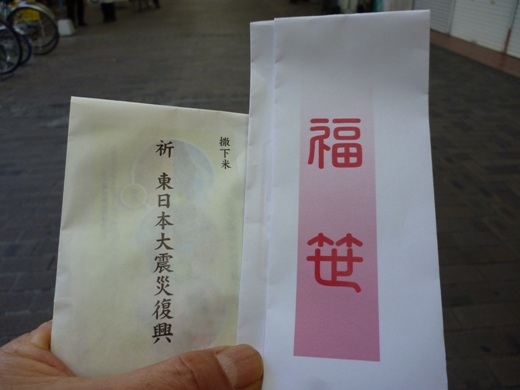 福笹
撤下米
祈 東日本大震災復興